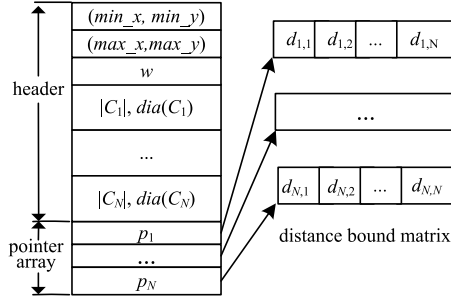 (min_x, min_y)
(max_x,max_y)
w
header
|C1|, dia(C1)
...
|CN|, dia(CN)
pointer
array
p1
...
pN
d1,1 d1,2 ... d1,N
...
dN,1 dN,2 ... dN,N
distance bound matrix